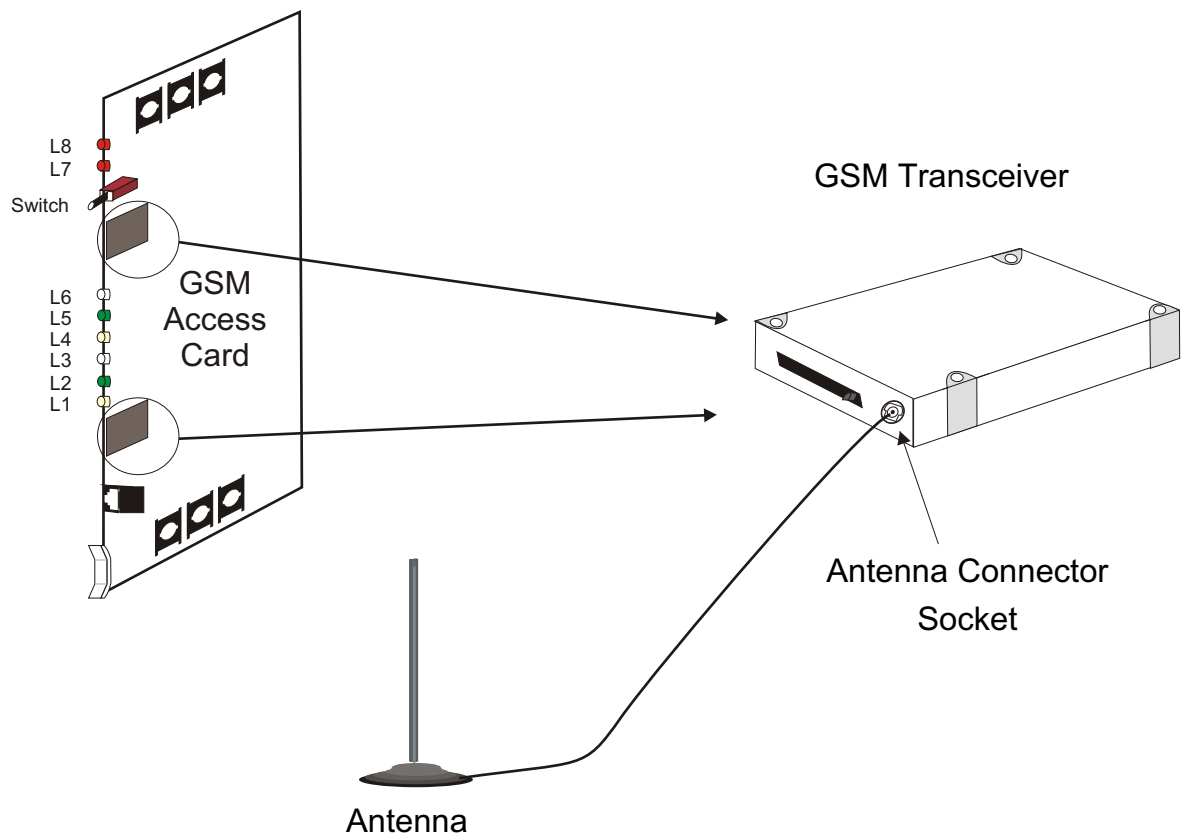 L8
L7
Switch
L6
L5
L4
L3
L2
L1
GSM
Access
Card
GSM Transceiver
Antenna Connector
Socket
Antenna